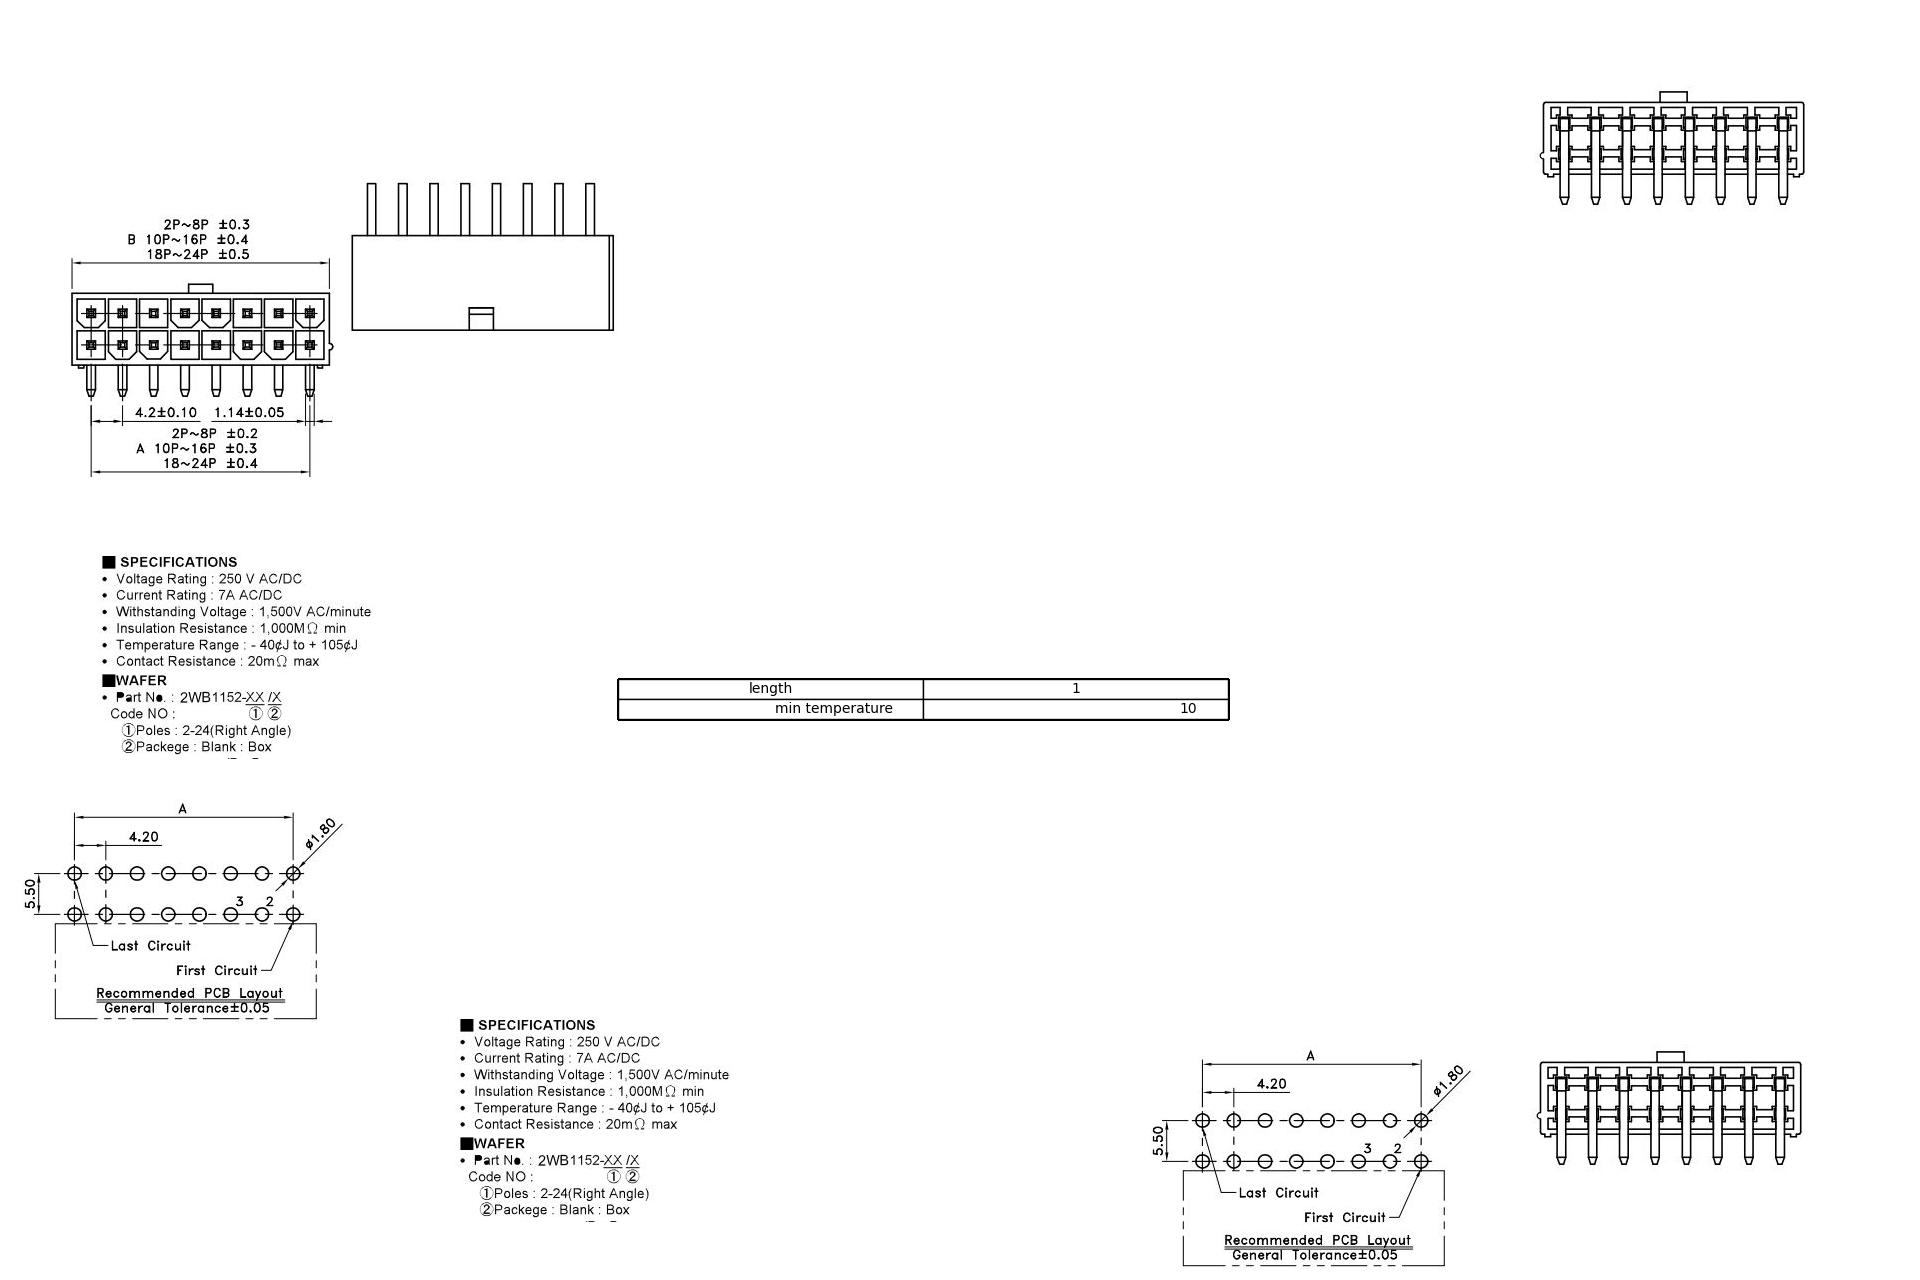 2P~8P ±0.3
B 10P~16P ±0.4
18P~24P ±0.5
4.2±0.10 1.14±0.05
2P~8P ±0.2
A 10P~16P ±0.3
18~24P ±0.4
■ SPECIFICATIONS
• Voltage Rating : 250 V AC/DC
• Current Rating : 7A AC/DC
• Withstanding Voltage : 1,500V AC/minute
• Insulation Resistance : 1,000MΩ min
• Temperature Range : - 40¢J to + 105¢J
• Contact Resistance : 20mΩ max
■WAFER
• Part No. : 2WB1152-XX /X
Code NO : ① ②
①Poles : 2-24(Right Angle)
②Packege : Blank : Box
length 1
min temperature 10
A
4.20
ø1.80
5.50
3 2
Last Circuit
First Circuit
Recommended PCB Layout
General Tolerance±0.05
■ SPECIFICATIONS
• Voltage Rating : 250 V AC/DC
• Current Rating : 7A AC/DC
• Withstanding Voltage : 1,500V AC/minute
• Insulation Resistance : 1,000MΩ min
• Temperature Range : - 40¢J to + 105¢J
• Contact Resistance : 20mΩ max
■WAFER
• Part No. : 2WB1152-XX /X
Code NO : ① ②
①Poles : 2-24(Right Angle)
②Packege : Blank : Box
A
4.20
ø1.80
5.50
3 2
Last Circuit
First Circuit
Recommended PCB Layout
General Tolerance±0.05